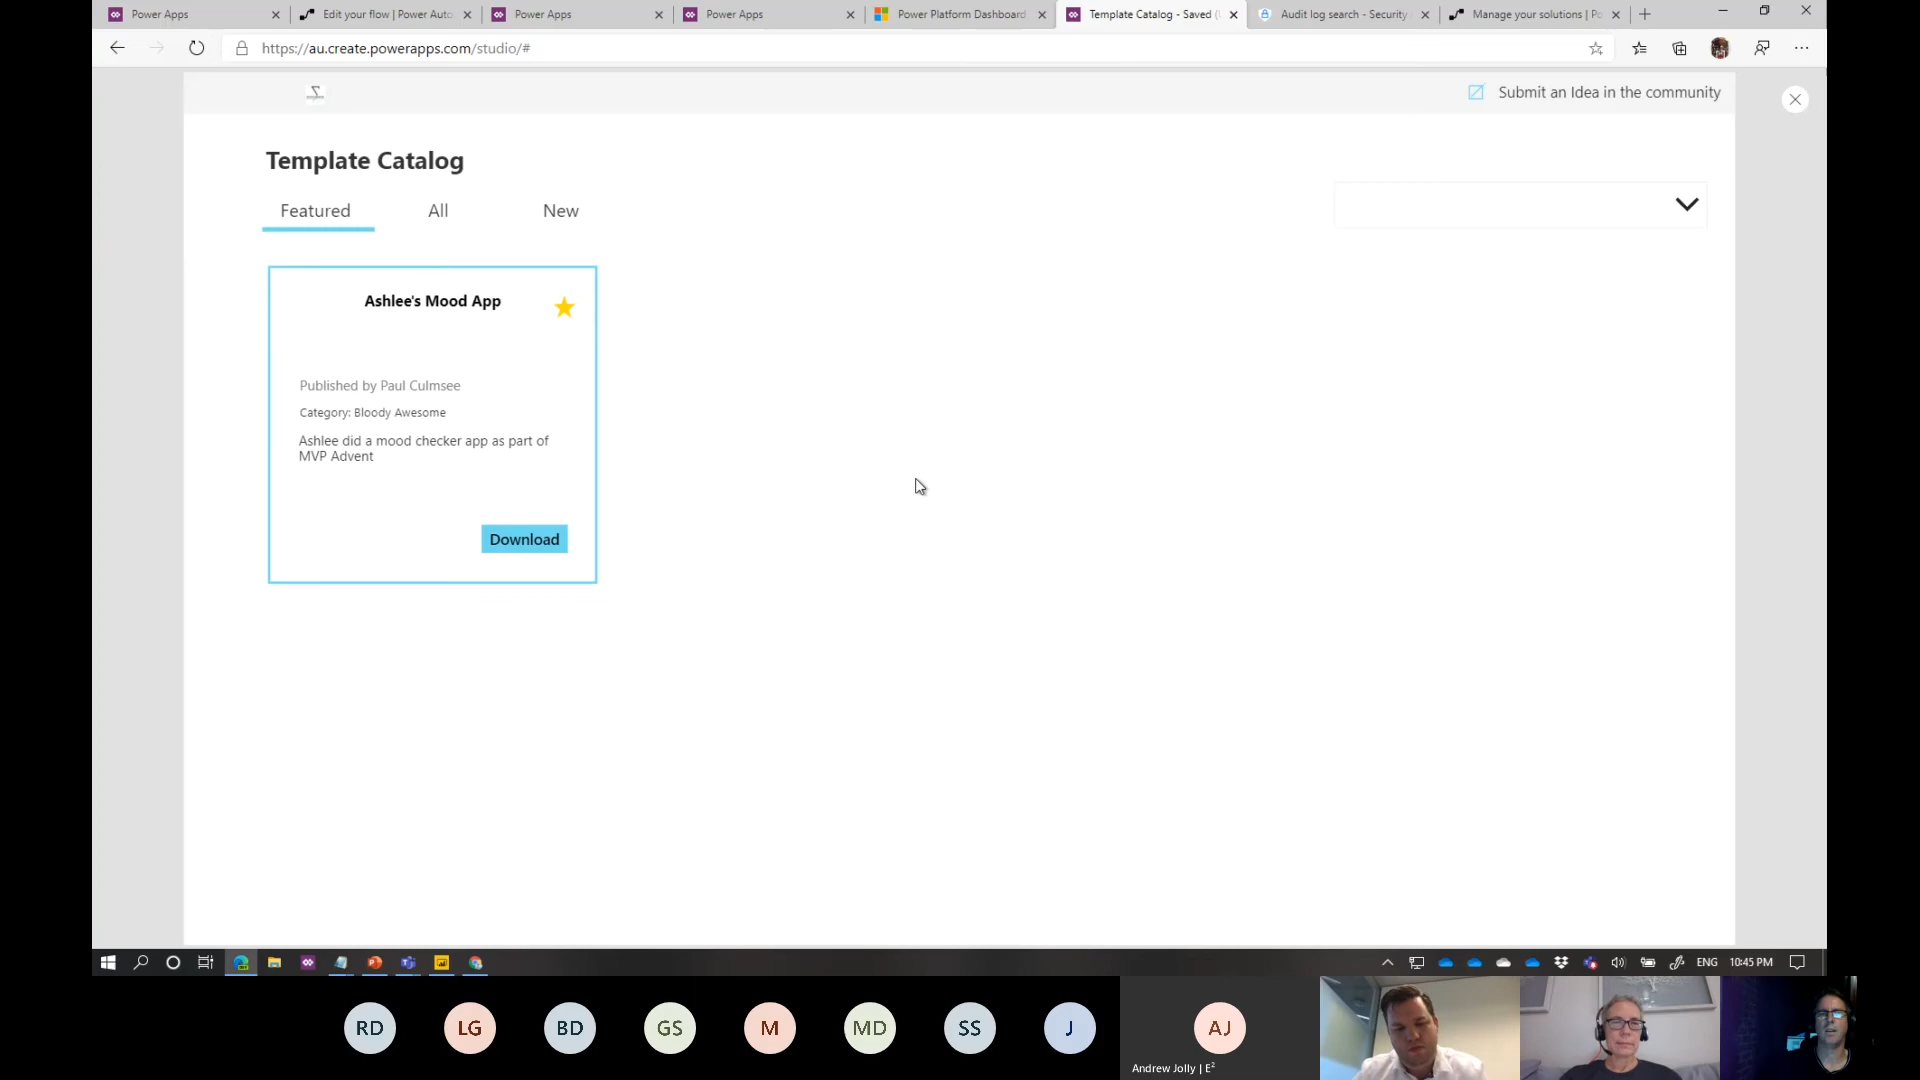 Power Apps
Edit your flow | Power Auto
Power Apps
Power Apps
Power Platform Dashboard
Template Catalog - Saved (
Audit log search - Security
Manage your solutions | Po
https://au.create.powerapps.com/studio/#
Submit an Idea in the community
Template Catalog
Featured
All
New
Ashlee's Mood App
Published by Paul Culmsee
Category: Bloody Awesome
Ashlee did a mood checker app as part of
MVP Advent
Download
ENG
10:45 PM
RD
LG
BD
GS
M
MD
SS
J
AJ
Andrew Jolly | E²